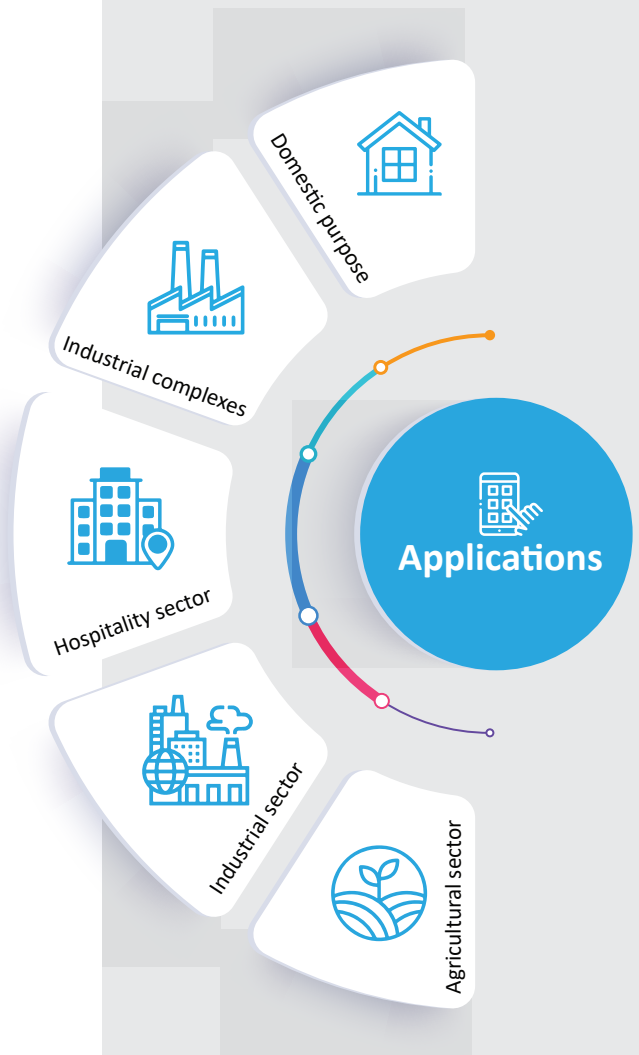 Domestic purpose
Industrial complexes
Hospitality sector
Industrial sector
Agricultural sector
Applications